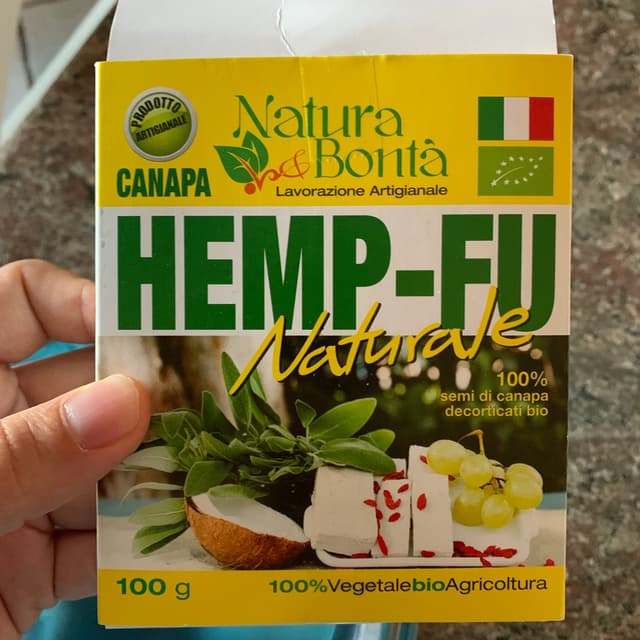 PRODOTTO
ARTIGIANALE
CANAPA
Natura
& Bontà
Lavorazione Artigianale
HEMP-FU
Naturale
100%
semi di canapa
decorticati bio
100 g
100%VegetalebioAgricoltura